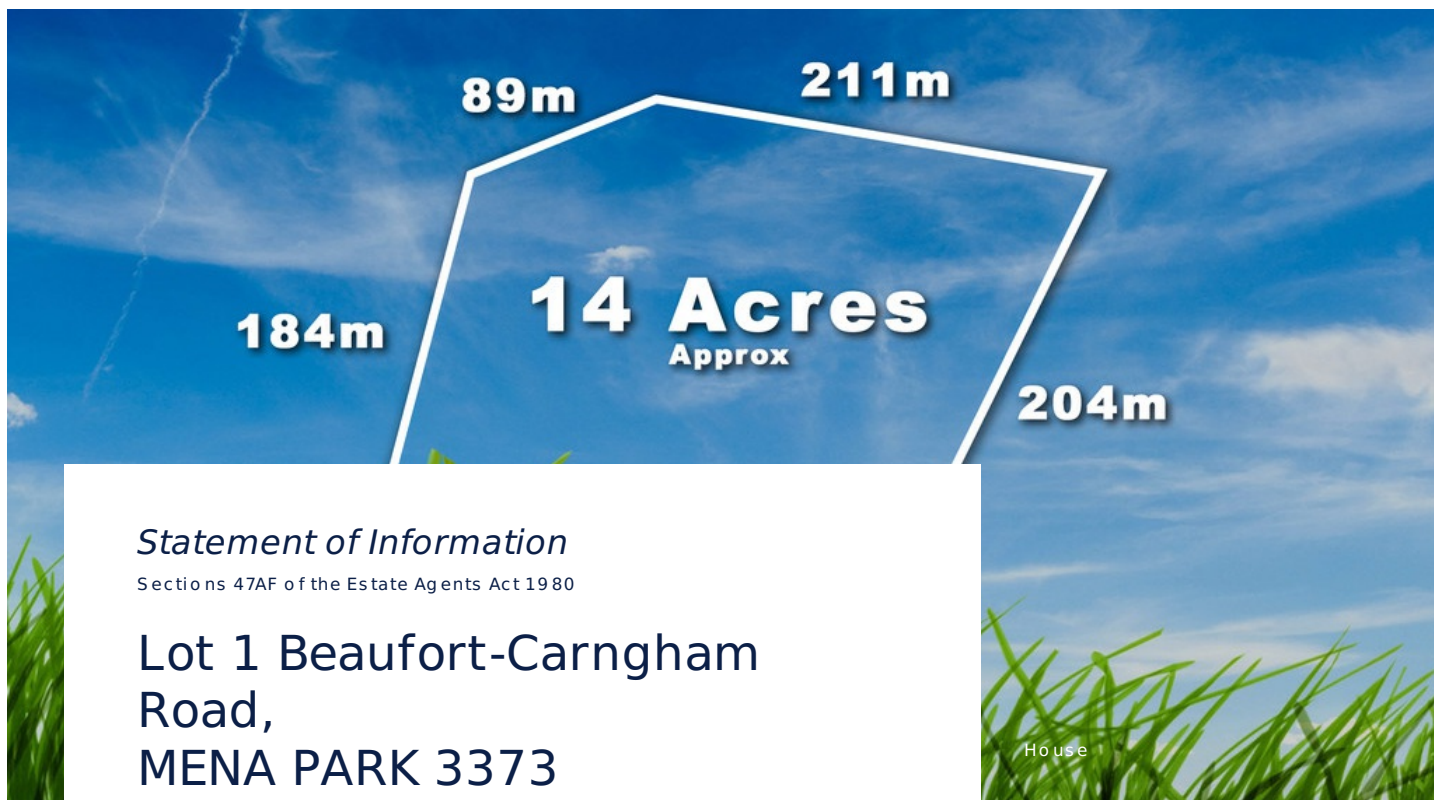 89m
211m
14 Acres
Approx
184m
204m
Statement of Information
Sections 47AF of the Estate Agents Act 1980
Lot 1 Beaufort-Carngham
Road,
MENA PARK 3373
House